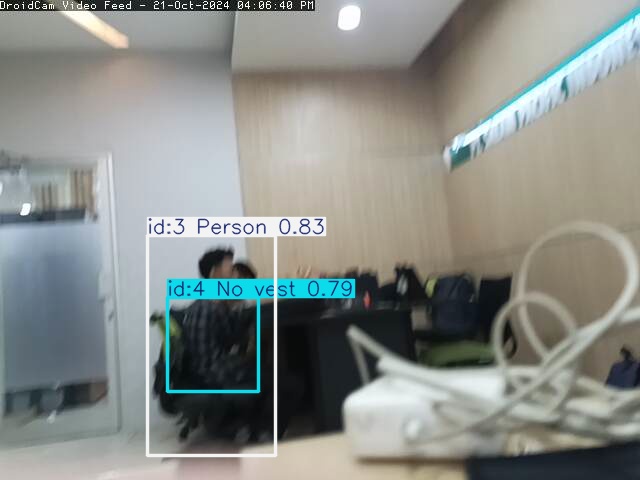 DroidCam Video Feed - 21-Oct-2024 04:06:40 PM
id:3 Person 0.83
id:4 No vest 0.79